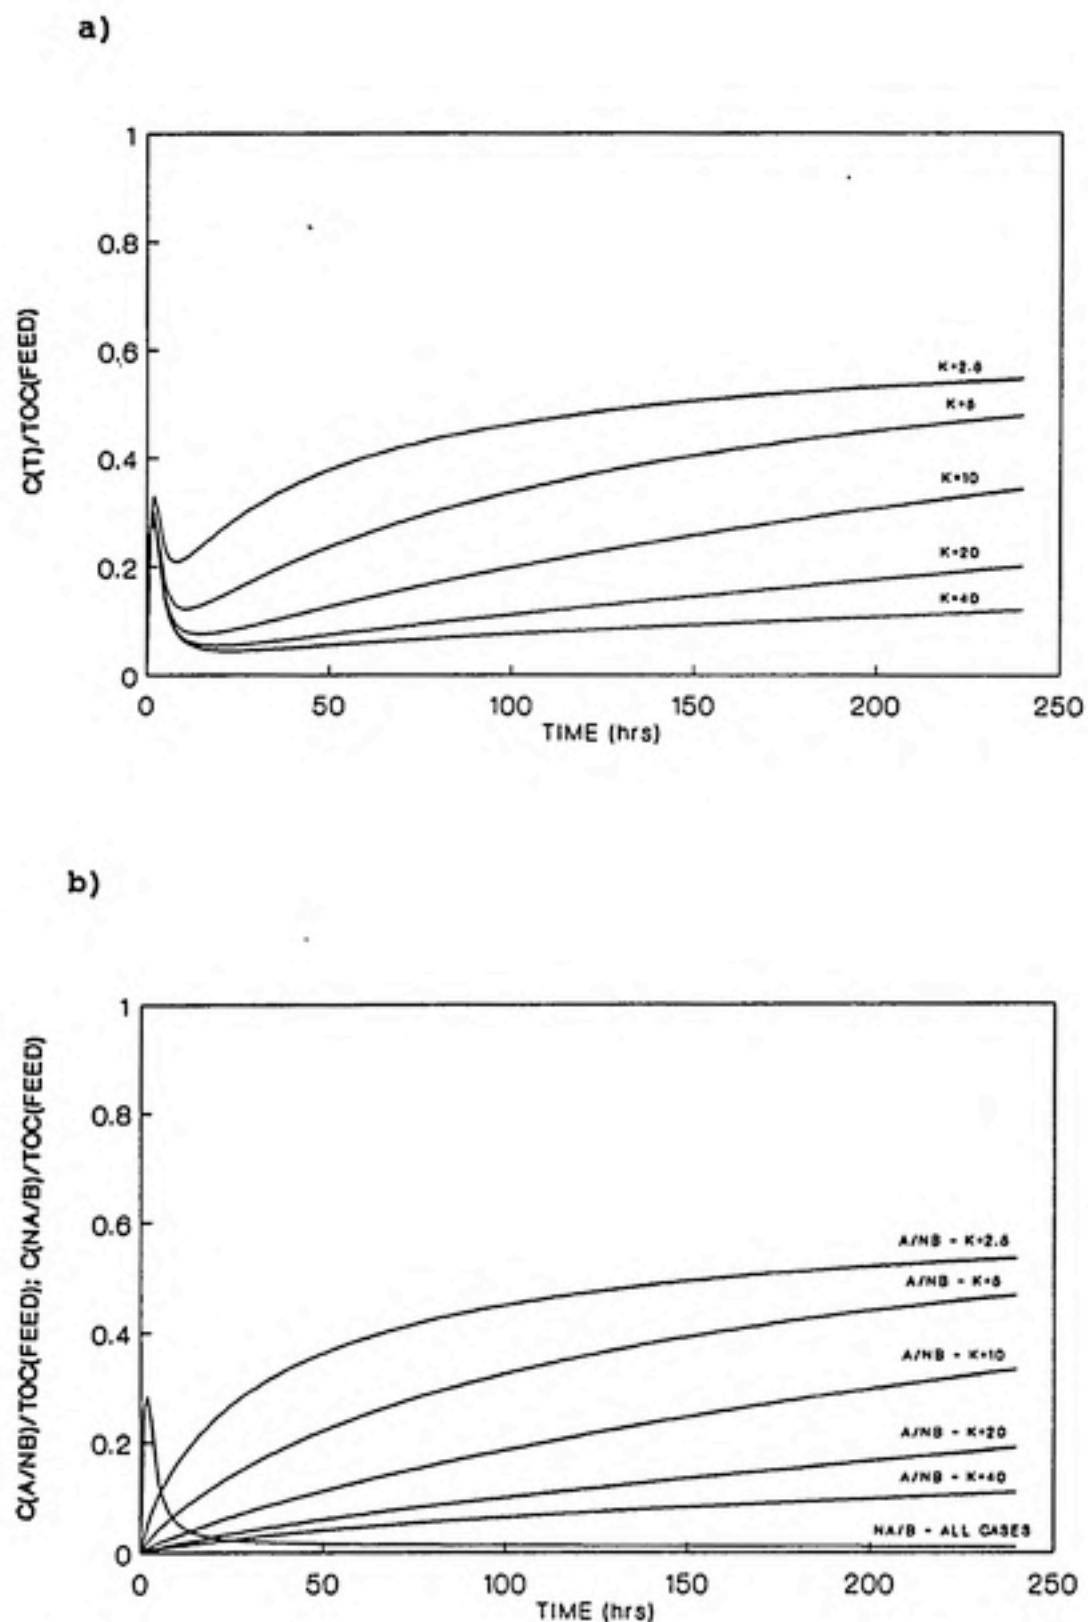 a)
1
0.8
0.6
0.4
0.2
0
C(T)/TOC(FEED)
K=2.5
K=5
K=10
K=20
K=40
0 50 100 150 200 250
TIME (hrs)
b)
1
0.8
0.6
0.4
0.2
0
C(A/NB)/TOC(FEED); C(NA/B)/TOC(FEED)
A/NB - K=2.5
A/NB - K=5
A/NB - K=10
A/NB - K=20
A/NB - K=40
NA/B - ALL CASES
0 50 100 150 200 250
TIME (hrs)